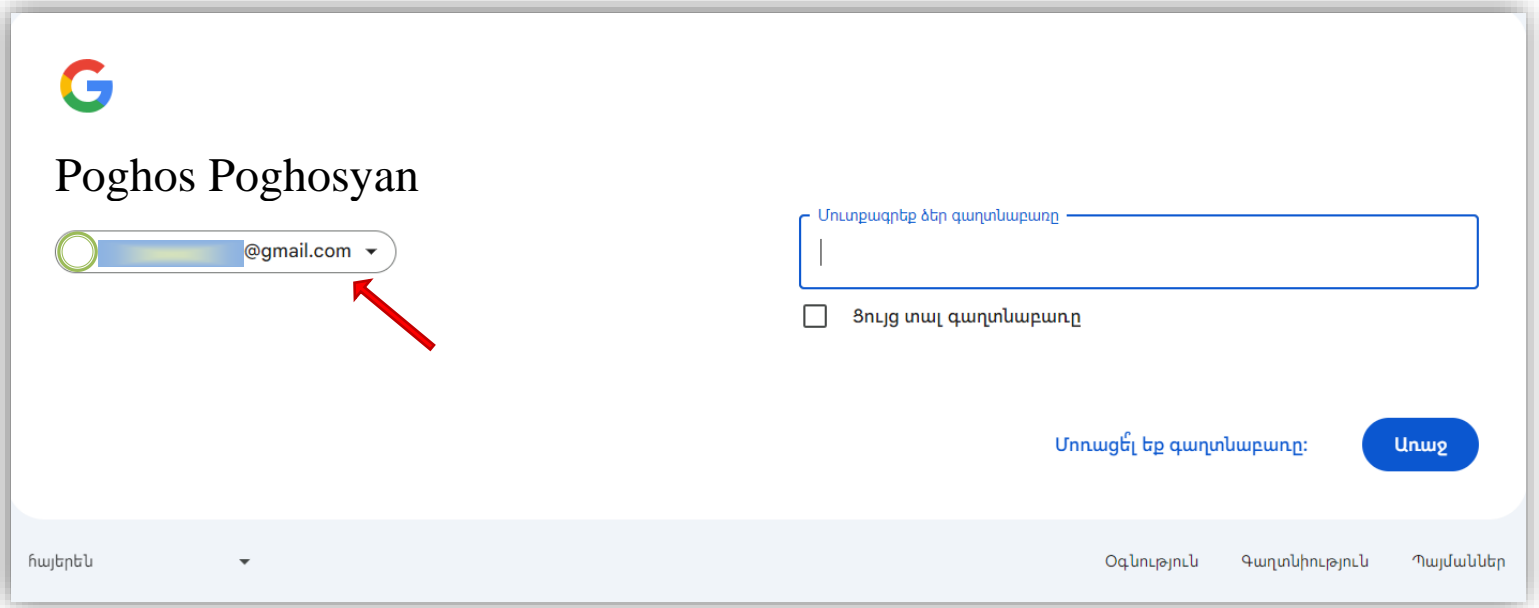 Poghos Poghosyan
@gmail.com
Մուտքագրեք ձեր գաղտնաբառը
Ցույց տալ գաղտնաբառը
Մոռացե՞լ եք գաղտնաբառը:
Առաջ
հայերեն
Օգնություն Գաղտնիություն Պայմաններ